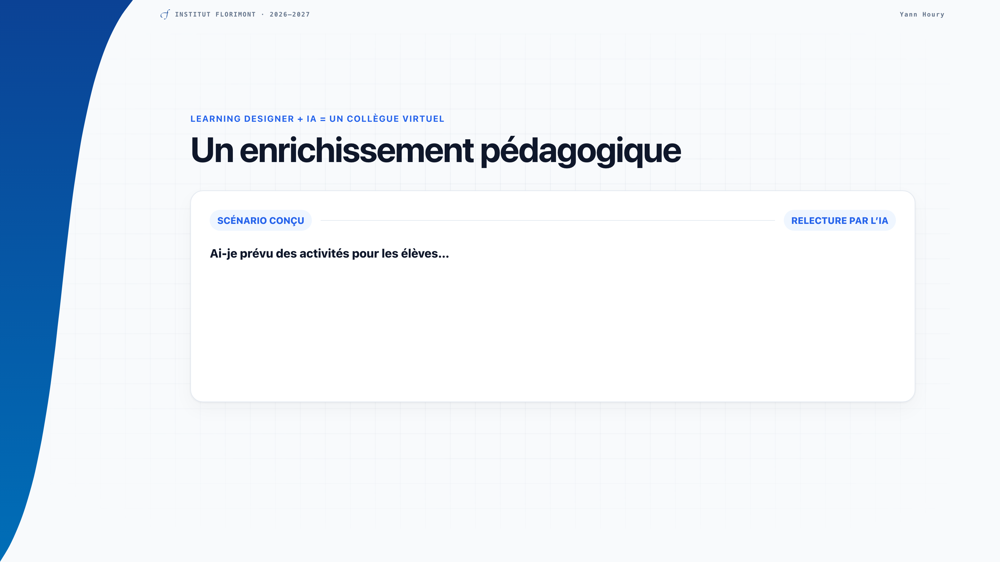 INSTITUT FLORIMONT · 2026–2027
Yann Houry
LEARNING DESIGNER + IA = UN COLLÈGUE VIRTUEL
Un enrichissement pédagogique
SCÉNARIO CONÇU
RELECTURE PAR L’IA
Ai-je prévu des activités pour les élèves…